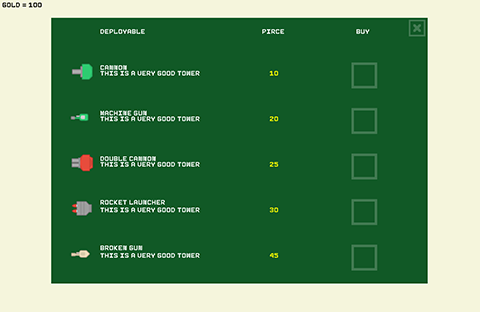 GOLD = 100
DEPLOYABLE PIRCE BUY
CANNON
THIS IS A VERY GOOD TOWER 10
MACHINE GUN
THIS IS A VERY GOOD TOWER 20
DOUBLE CANNON
THIS IS A VERY GOOD TOWER 25
ROCKET LAUNCHER
THIS IS A VERY GOOD TOWER 30
BROKEN GUN
THIS IS A VERY GOOD TOWER 45